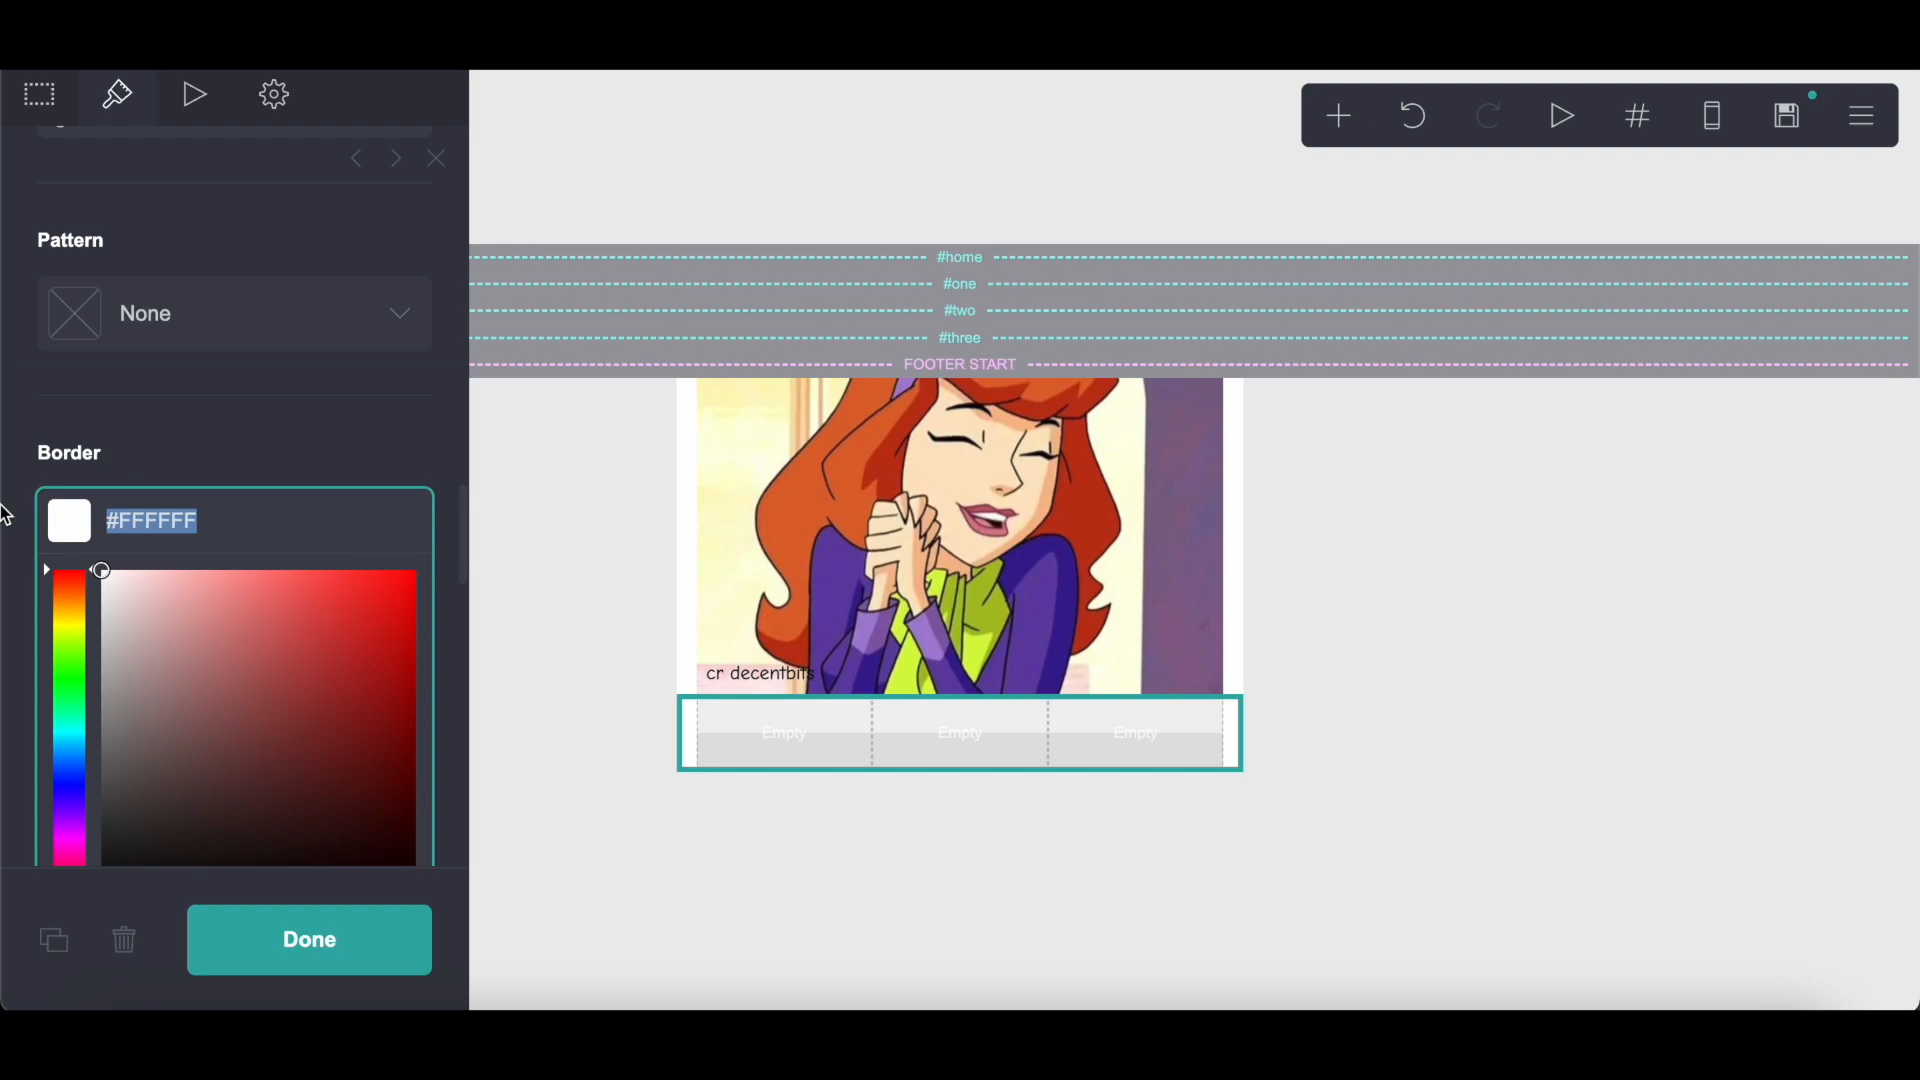 Pattern
None
Border
#FFFFFF
Done
#home
#one
#two
#three
FOOTER START
cr decentbits
Empty
Empty
Empty